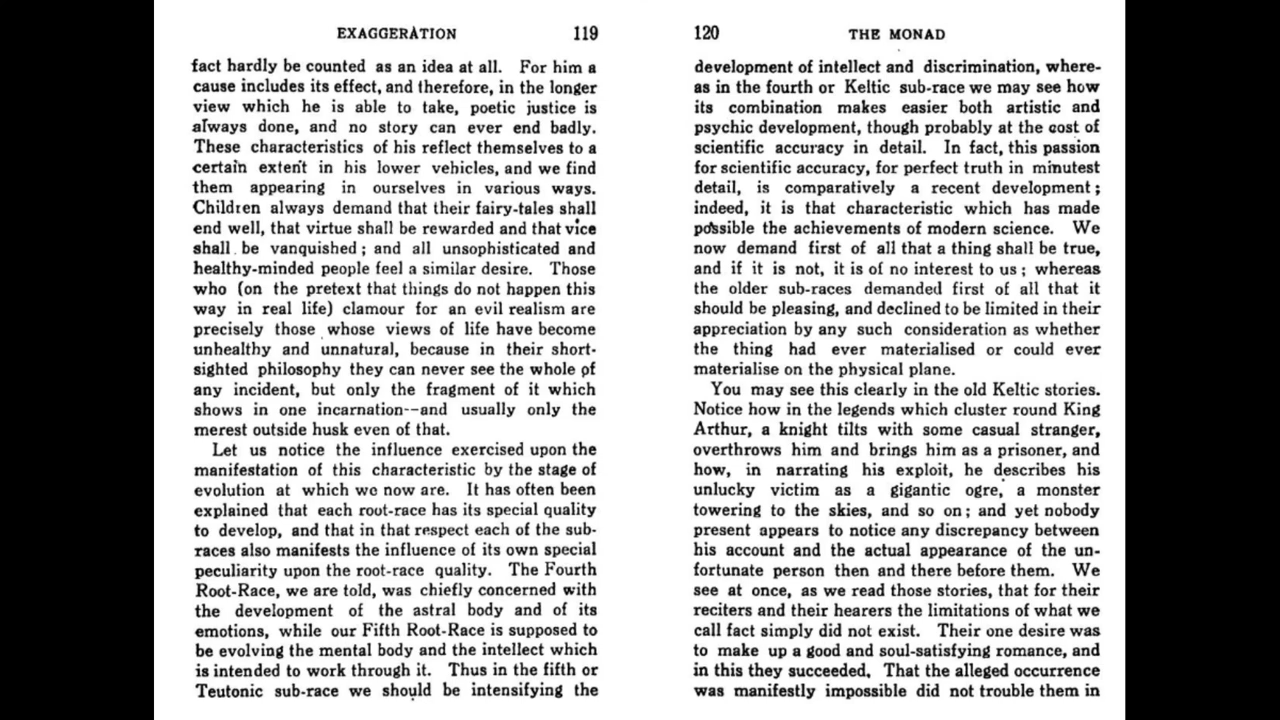 EXAGGERATION 119
fact hardly be counted as an idea at all. For him a
cause includes its effect, and therefore, in the longer
view which he is able to take, poetic justice is
always done, and no story can ever end badly.
These characteristics of his reflect themselves to a
certain extent in his lower vehicles, and we find
them appearing in ourselves in various ways.
Children always demand that their fairy-tales shall
end well, that virtue shall be rewarded and that vice
shall be vanquished; and all unsophisticated and
healthy-minded people feel a similar desire. Those
who (on the pretext that things do not happen this
way in real life) clamour for an evil realism are
precisely those whose views of life have become
unhealthy and unnatural, because in their short-
sighted philosophy they can never see the whole of
any incident, but only the fragment of it which
shows in one incarnation--and usually only the
merest outside husk even of that.
Let us notice the influence exercised upon the
manifestation of this characteristic by the stage of
evolution at which we now are. It has often been
explained that each root-race has its special quality
to develop, and that in that respect each of the sub-
races also manifests the influence of its own special
peculiarity upon the root-race quality. The Fourth
Root-Race, we are told, was chiefly concerned with
the development of the astral body and of its
emotions, while our Fifth Root-Race is supposed to
be evolving the mental body and the intellect which
is intended to work through it. Thus in the fifth or
Teutonic sub-race we should be intensifying the
120 THE MONAD
development of intellect and discrimination, where-
as in the fourth or Keltic sub-race we may see how
its combination makes easier both artistic and
psychic development, though probably at the cost of
scientific accuracy in detail. In fact, this passion
for scientific accuracy, for perfect truth in minutest
detail, is comparatively a recent development;
indeed, it is that characteristic which has made
possible the achievements of modern science. We
now demand first of all that a thing shall be true,
and if it is not, it is of no interest to us; whereas
the older sub-races demanded first of all that it
should be pleasing, and declined to be limited in their
appreciation by any such consideration as whether
the thing had ever materialised or could ever
materialise on the physical plane.
You may see this clearly in the old Keltic stories.
Notice how in the legends which cluster round King
Arthur, a knight tilts with some casual stranger,
overthrows him and brings him as a prisoner, and
how, in narrating his exploit, he describes his
unlucky victim as a gigantic ogre, a monster
towering to the skies, and so on; and yet nobody
present appears to notice any discrepancy between
his account and the actual appearance of the un-
fortunate person then and there before them. We
see at once, as we read those stories, that for their
reciters and their hearers the limitations of what we
call fact simply did not exist. Their one desire was
to make up a good and soul-satisfying romance, and
in this they succeeded. That the alleged occurrence
was manifestly impossible did not trouble them in